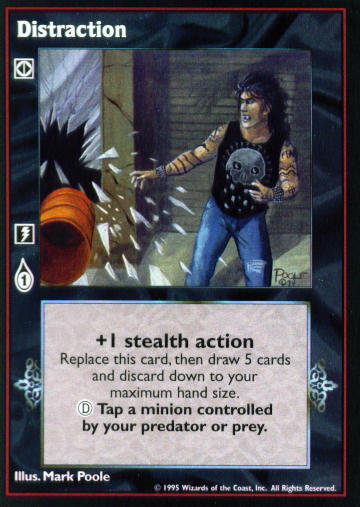 Distraction
POOLE
1
+1 stealth action
Replace this card, then draw 5 cards
and discard down to your
maximum hand size.
Ⓓ Tap a minion controlled
by your predator or prey.
Illus. Mark Poole
© 1995 Wizards of the Coast, Inc. All Rights Reserved.